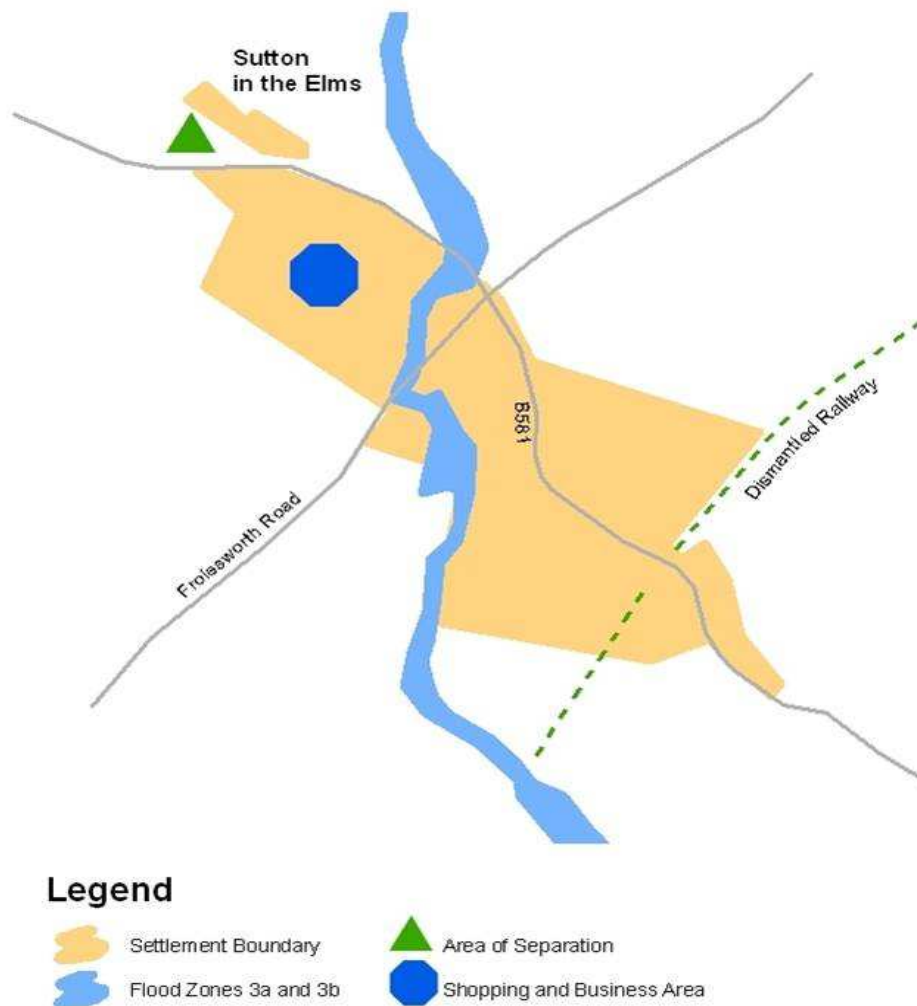 Sutton
in the Elms
B581
Dismantled Railway
Frolesworth Road
Legend
Settlement Boundary
Area of Separation
Flood Zones 3a and 3b
Shopping and Business Area